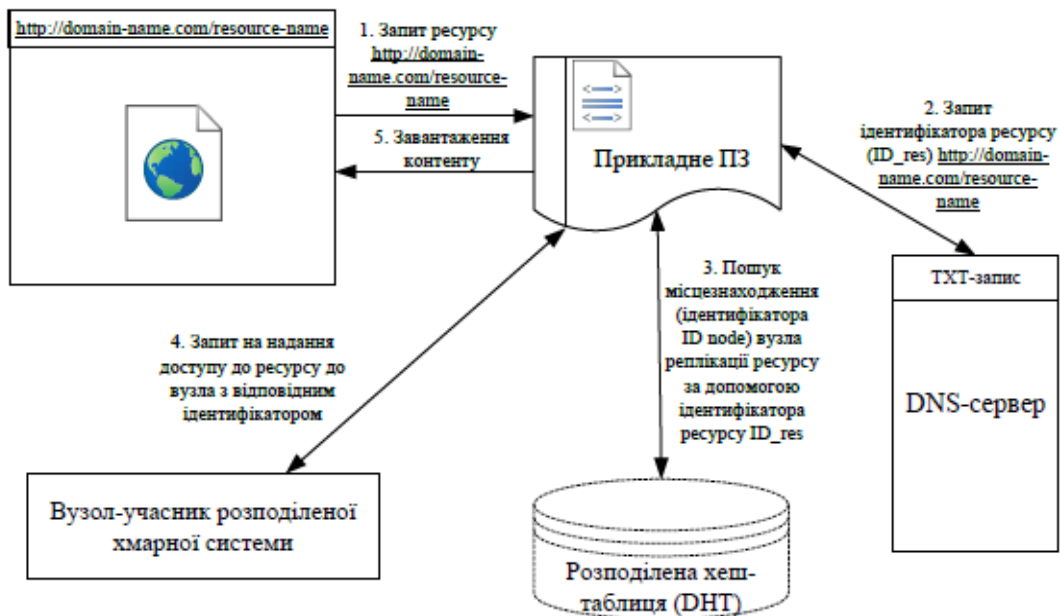 http://domain-name.com/resource-name
1. Запит ресурсу
http://domain-
name.com/resource-
name
5. Завантаження
контенту
Прикладне ПЗ
2. Запит
ідентифікатора ресурсу
(ID_res) http://domain-
name.com/resource-
name
TXT-запис
DNS-сервер
3. Пошук
місцезнаходження
(ідентифікатора
ID node) вузла
реплікації ресурсу
за допомогою
ідентифікатора
ресурсу ID_res
4. Запит на надання
доступу до ресурсу до
вузла з відповідним
ідентифікатором
Вузол-учасник розподіленої
хмарної системи
Розподілена хеш-
таблиця (DHT)